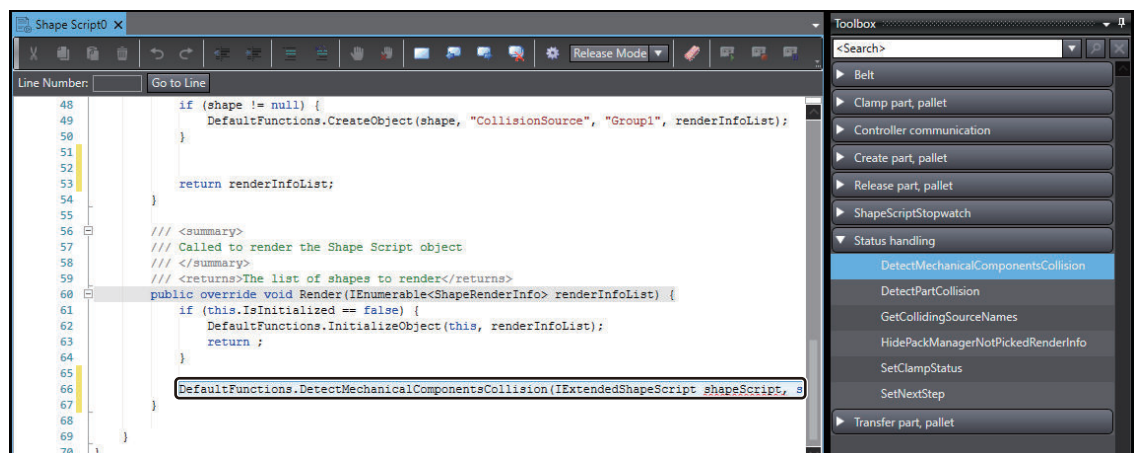 Shape Script0
Release Mode
Line Number:
Go to Line
48 if (shape != null) {
49 DefaultFunctions.CreateObject(shape, "CollisionSource", "Group1", renderInfoList);
50 }
51
52
53 return renderInfoList;
54 }
55
56 /// <summary>
57 /// Called to render the Shape Script object
58 /// </summary>
59 /// <returns>The list of shapes to render</returns>
60 public override void Render(IEnumerable<ShapeRenderInfo> renderInfoList) {
61 if (this.IsInitialized == false) {
62 DefaultFunctions.InitializeObject(this, renderInfoList);
63 return ;
64 }
65
66 DefaultFunctions.DetectMechanicalComponentsCollision(IExtendedShapeScript shapeScript, s
67 }
68
69 }
70 }
Toolbox
<Search>
Belt
Clamp part, pallet
Controller communication
Create part, pallet
Release part, pallet
ShapeScriptStopwatch
Status handling
DetectMechanicalComponentsCollision
DetectPartCollision
GetCollidingSourceNames
HidePackManagerNotPickedRenderInfo
SetClampStatus
SetNextStep
Transfer part, pallet